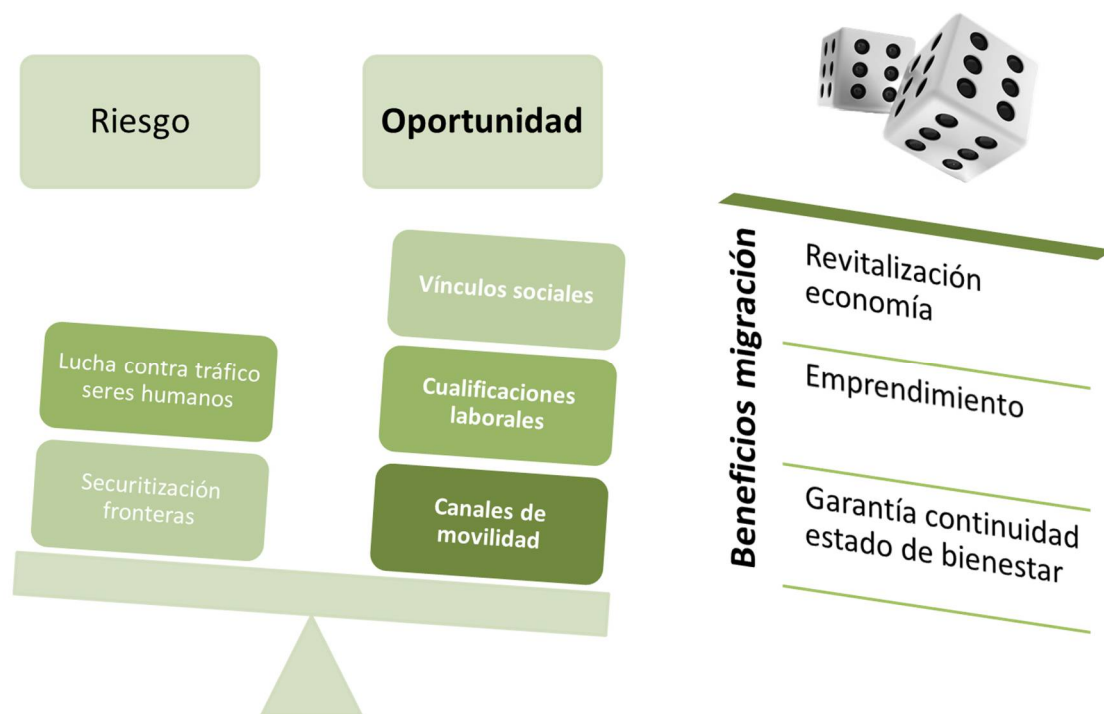 Riesgo
Oportunidad
Vínculos sociales
Lucha contra tráfico
seres humanos
Cualificaciones
laborales
Securitización
fronteras
Canales de
movilidad
Beneficios migración
Revitalización
economía
Emprendimiento
Garantía continuidad
estado de bienestar